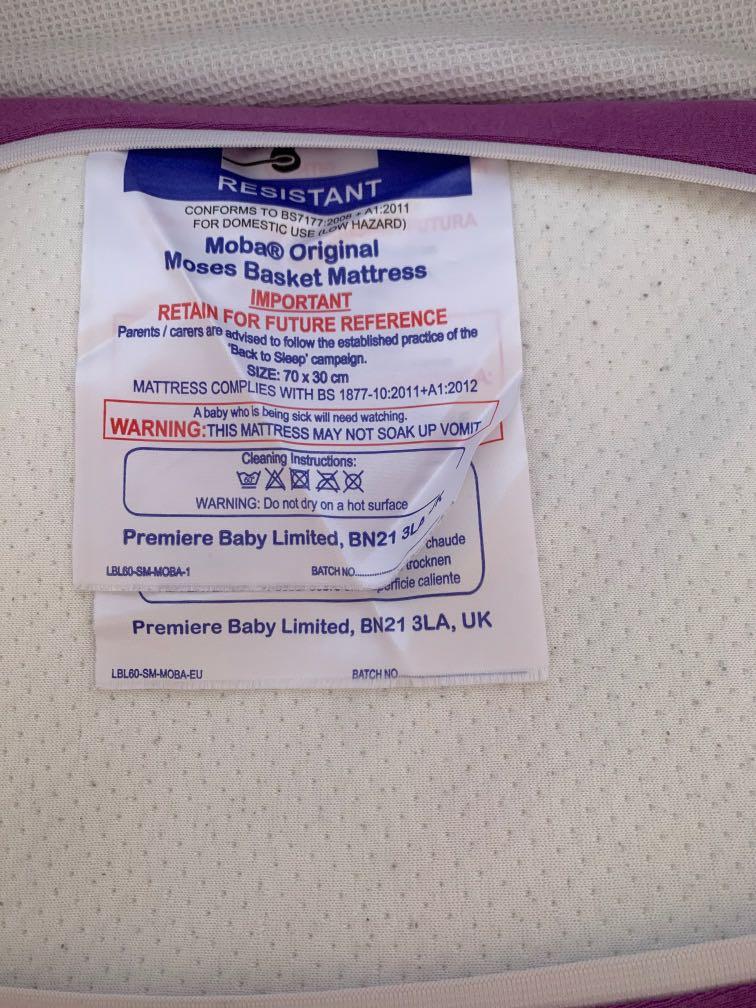 RESISTANT
CONFORMS TO BS7177:2008 + A1:2011
FOR DOMESTIC USE (LOW HAZARD)
Moba® Original
Moses Basket Mattress
IMPORTANT
RETAIN FOR FUTURE REFERENCE
Parents / carers are advised to follow the established practice of the
'Back to Sleep' campaign.
SIZE: 70 x 30 cm
MATTRESS COMPLIES WITH BS 1877-10:2011+A1:2012
A baby who is being sick will need watching.
WARNING:THIS MATTRESS MAY NOT SOAK UP VOMIT
Cleaning Instructions:
60
WARNING: Do not dry on a hot surface
Premiere Baby Limited, BN21 3LA, UK
LBL60-SM-MOBA-1 BATCH NO.
chaude
trocknen
caliente
Premiere Baby Limited, BN21 3LA, UK
LBL60-SM-MOBA-EU BATCH NO